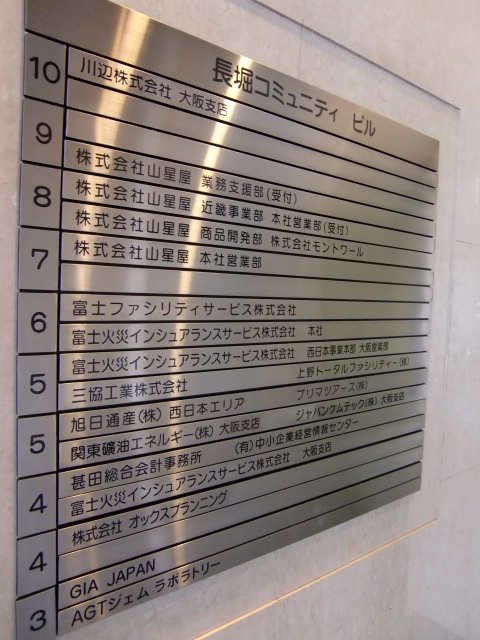 長堀コミュニティ ビル
10 川辺株式会社 大阪支店
9
株式会社山星屋 業務支援部(受付)
8 株式会社山星屋 近畿事業部 本社営業部(受付)
株式会社山星屋 商品開発部 株式会社モントワール
7 株式会社山星屋 本社営業部
6 富士ファシリティサービス株式会社
富士火災インシュアランスサービス株式会社 本社
富士火災インシュアランスサービス株式会社 西日本事業本部 大阪営業部
5 三協工業株式会社 上野トータルファシリティー(株)
旭日通産(株) 西日本エリア プリマツアーズ(株)
5 関東礦油エネルギー(株) 大阪支店 ジャパンケムテック(株) 大阪支店
甚田総合会計事務所 (有)中小企業経営情報センター
4 富士火災インシュアランスサービス株式会社 大阪支店
株式会社 オックスプランニング
4
GIA JAPAN
3 AGTジェム ラボラトリー